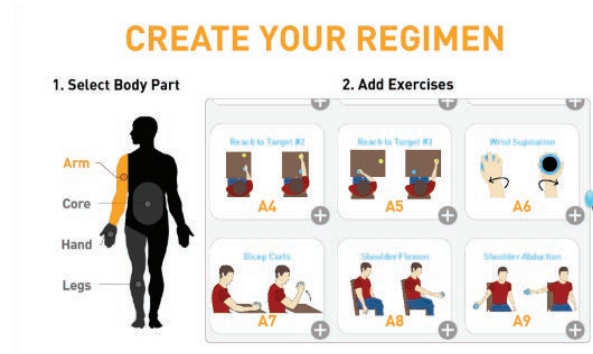 CREATE YOUR REGIMEN
1. Select Body Part
2. Add Exercises
Arm
Core
Hand
Legs
Reach to Target #2
Reach to Target #3
Wrist Supination
A4
A5
A6
Bicep Curls
Shoulder Flexion
Shoulder Abduction
A7
A8
A9